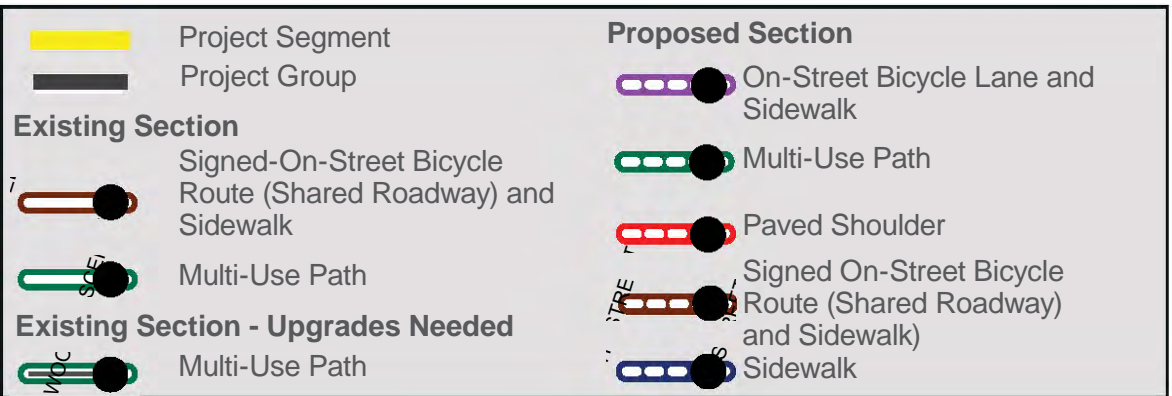 Project Segment
Project Group
Existing Section
Signed-On-Street Bicycle
Route (Shared Roadway) and
Sidewalk
Multi-Use Path
Existing Section - Upgrades Needed
Multi-Use Path
Proposed Section
On-Street Bicycle Lane and
Sidewalk
Multi-Use Path
Paved Shoulder
Signed On-Street Bicycle
Route (Shared Roadway)
and Sidewalk)
Sidewalk